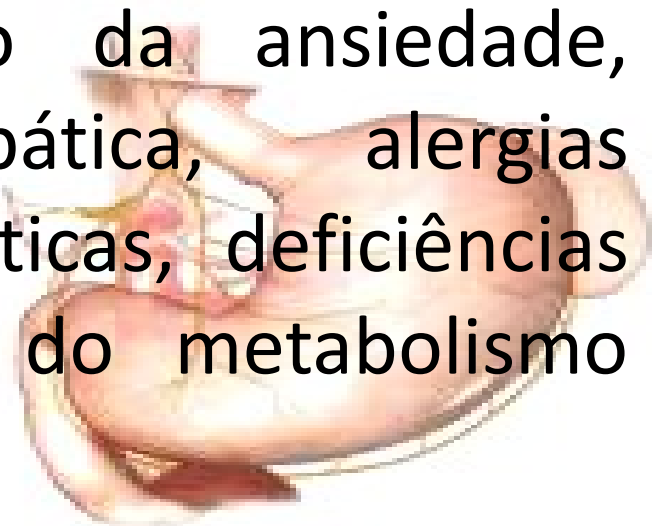 da ansiedade,
alergias
deficiências
do metabolismo